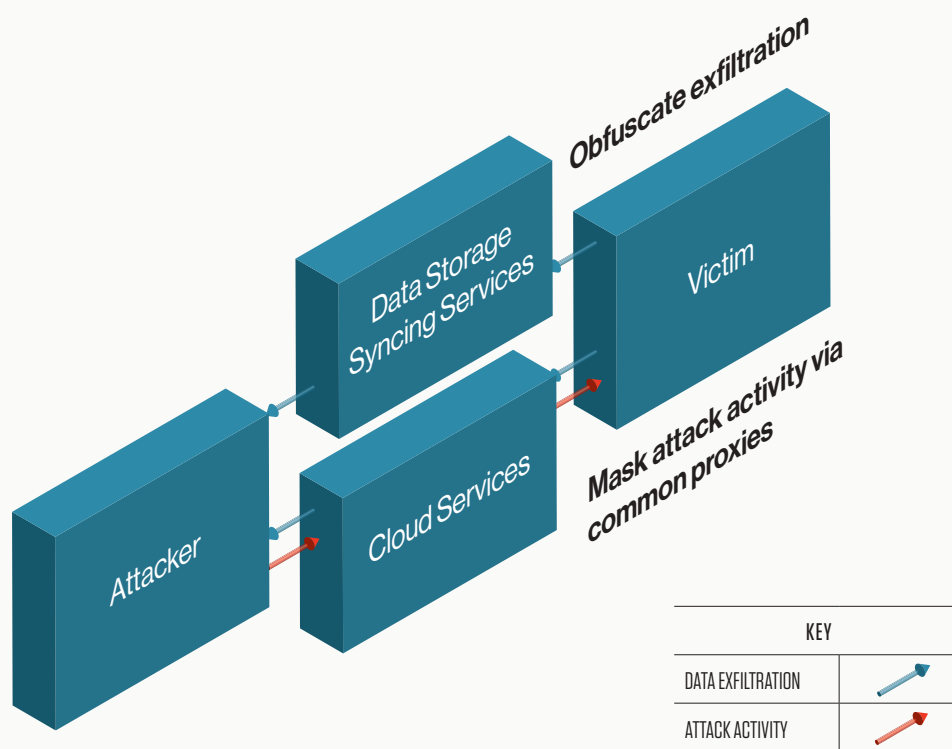 Obfuscate exfiltration
Data Storage
Syncing Services
Victim
Mask attack activity via
common proxies
Cloud Services
Attacker
KEY
DATA EXFILTRATION
ATTACK ACTIVITY